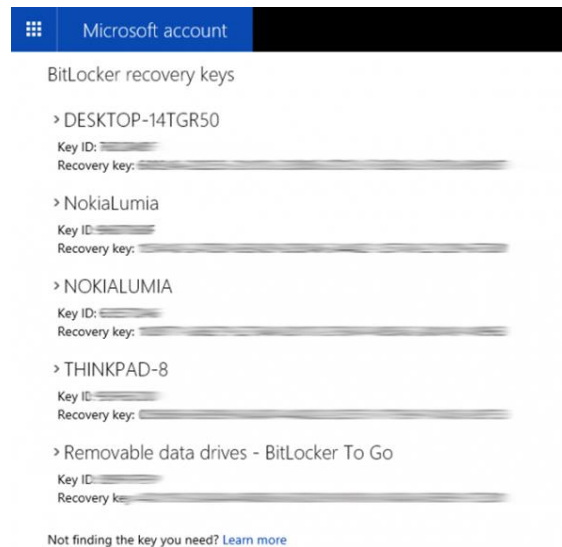 Microsoft account
BitLocker recovery keys
> DESKTOP-14TGR50
Key ID:
Recovery key:
> NokiaLumia
Key ID:
Recovery key:
> NOKIALUMIA
Key ID:
Recovery key:
> THINKPAD-8
Key ID:
Recovery key:
> Removable data drives - BitLocker To Go
Key ID:
Recovery key
Not finding the key you need? Learn more